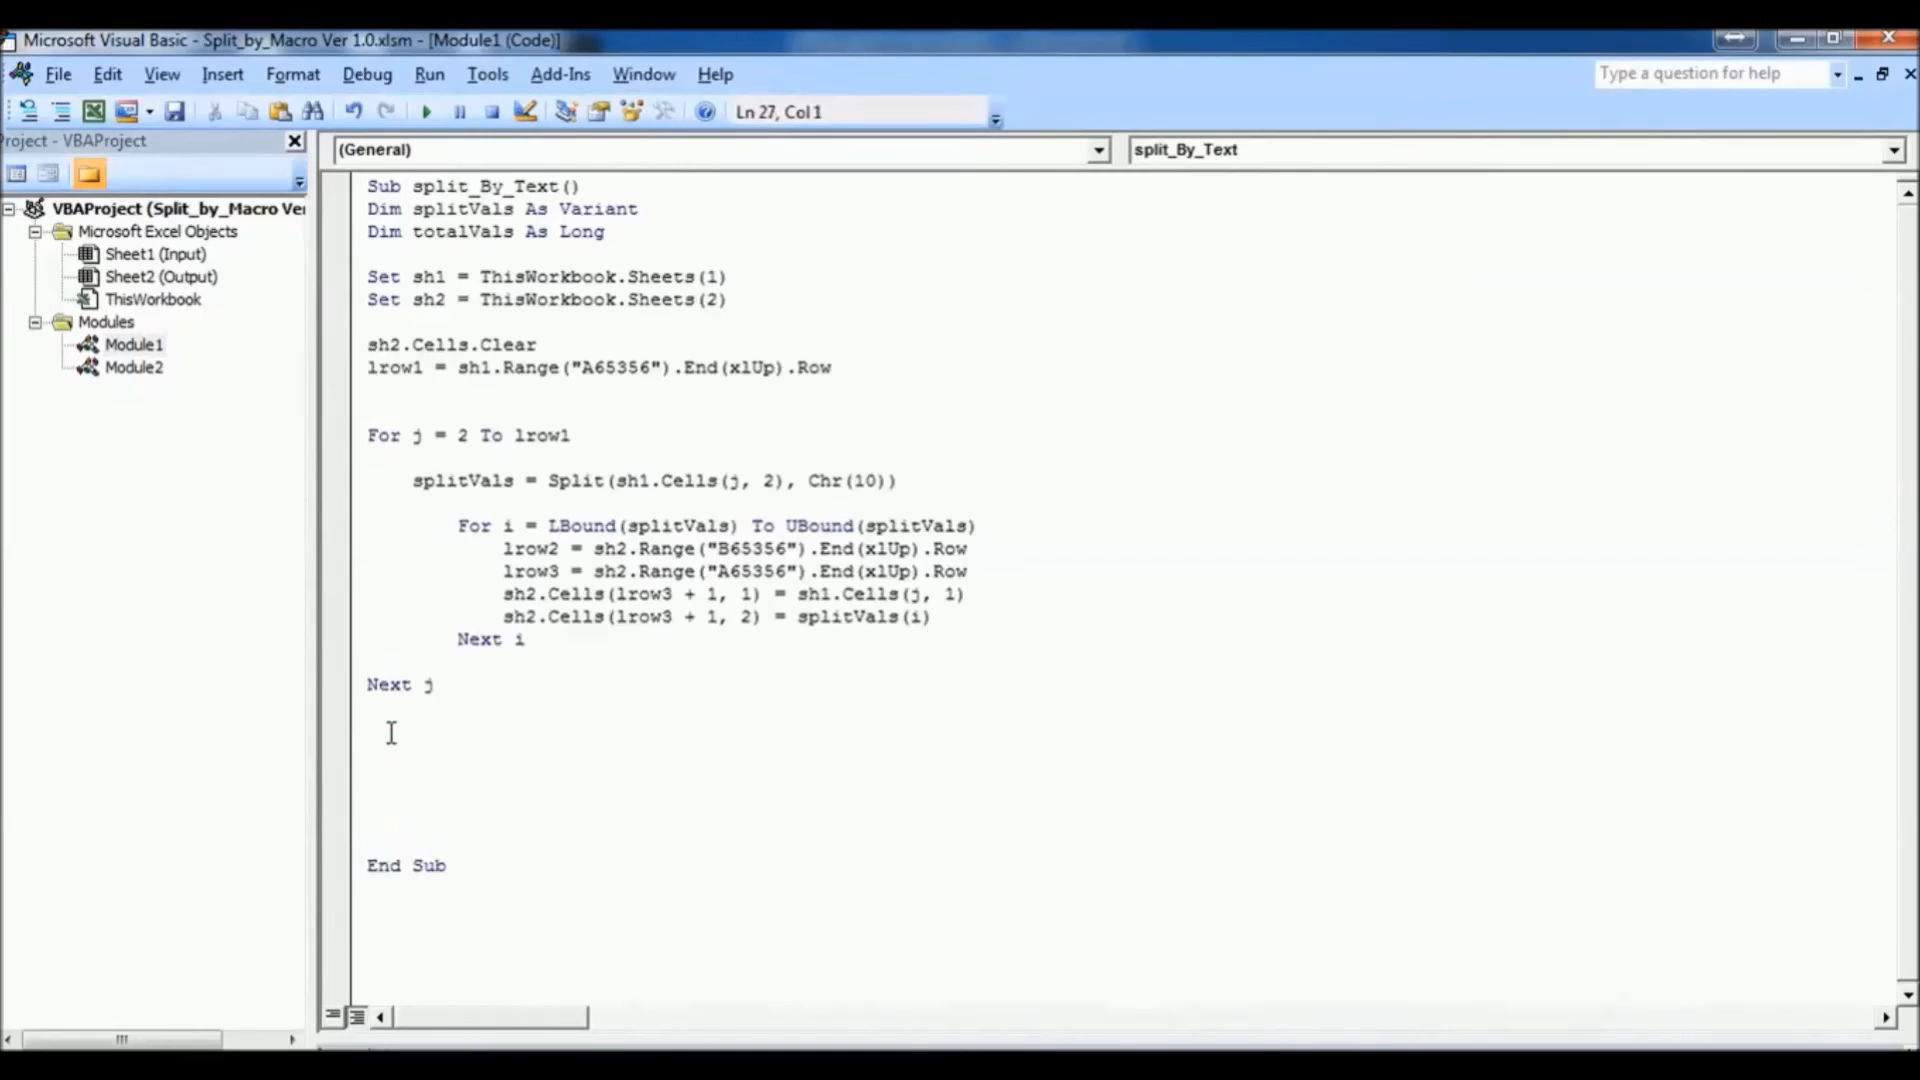 Microsoft Visual Basic - Split_by_Macro Ver 1.0.xlsm - [Module1 (Code)]
File Edit View Insert Format Debug Run Tools Add-Ins Window Help
Type a question for help
Ln 27, Col 1
Project - VBAProject
(General)
split_By_Text
VBAProject (Split_by_Macro Ver
Microsoft Excel Objects
Sheet1 (Input)
Sheet2 (Output)
ThisWorkbook
Modules
Module1
Module2
Sub split_By_Text()
Dim splitVals As Variant
Dim totalVals As Long
Set sh1 = ThisWorkbook.Sheets(1)
Set sh2 = ThisWorkbook.Sheets(2)
sh2.Cells.Clear
lrow1 = sh1.Range("A65356").End(xlUp).Row
For j = 2 To lrow1
splitVals = Split(sh1.Cells(j, 2), Chr(10))
For i = LBound(splitVals) To UBound(splitVals)
lrow2 = sh2.Range("B65356").End(xlUp).Row
lrow3 = sh2.Range("A65356").End(xlUp).Row
sh2.Cells(lrow3 + 1, 1) = sh1.Cells(j, 1)
sh2.Cells(lrow3 + 1, 2) = splitVals(i)
Next i
Next j
End Sub